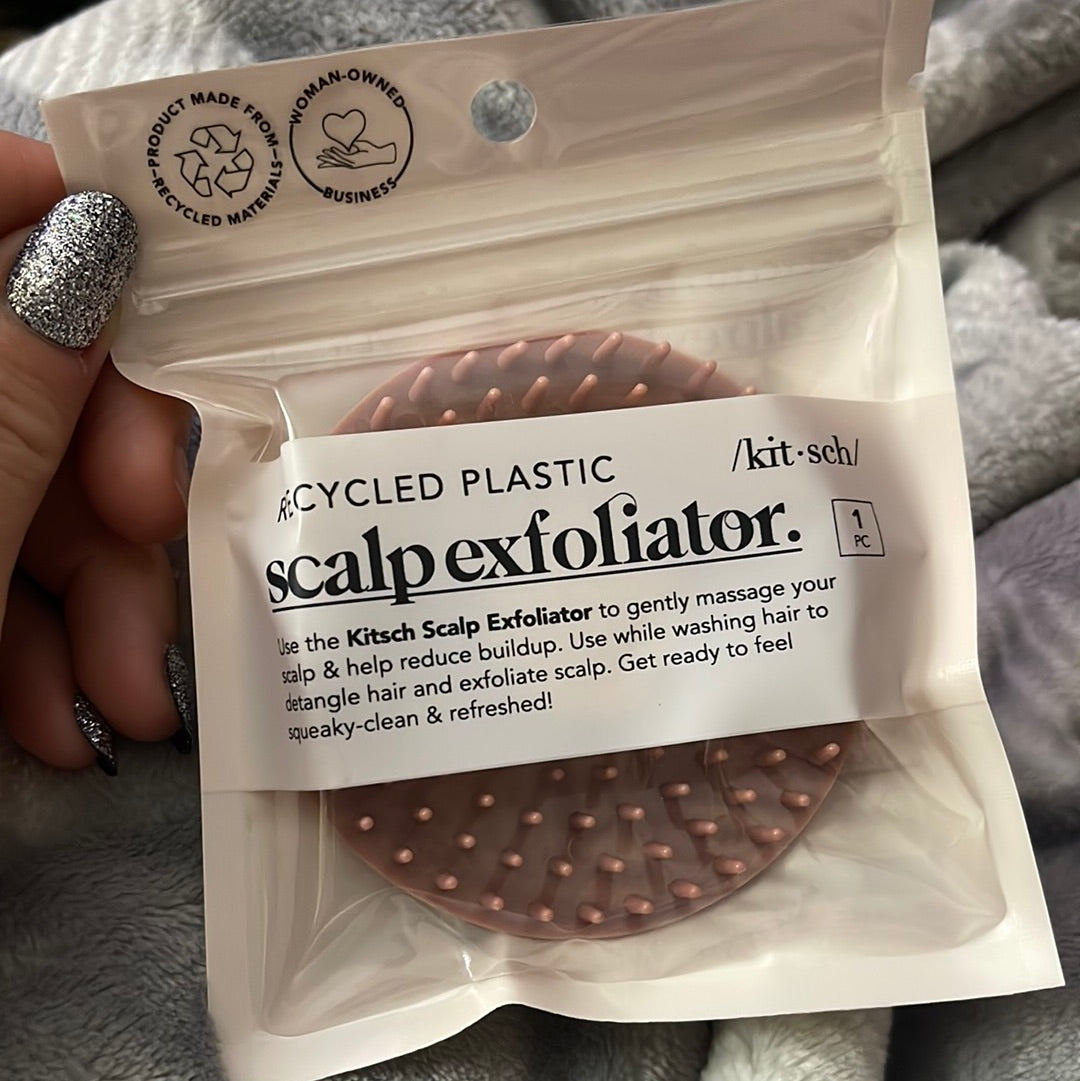 PRODUCT MADE FROM
RECYCLED MATERIALS
WOMAN-OWNED
BUSINESS
RECYCLED PLASTIC
/kit·sch/
scalp exfoliator.
1
PC
Use the Kitsch Scalp Exfoliator to gently massage your
scalp & help reduce buildup. Use while washing hair to
detangle hair and exfoliate scalp. Get ready to feel
squeaky-clean & refreshed!